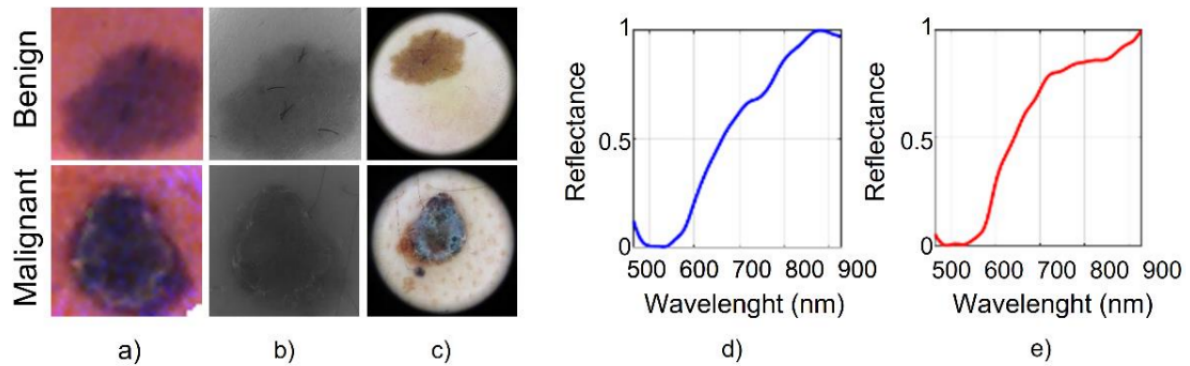 Benign
Malignant
a)
b)
c)
Reflectance
1
0.5
0
500 600 700 800 900
Wavelenght (nm)
d)
Reflectance
1
0.5
0
500 600 700 800 900
Wavelenght (nm)
e)